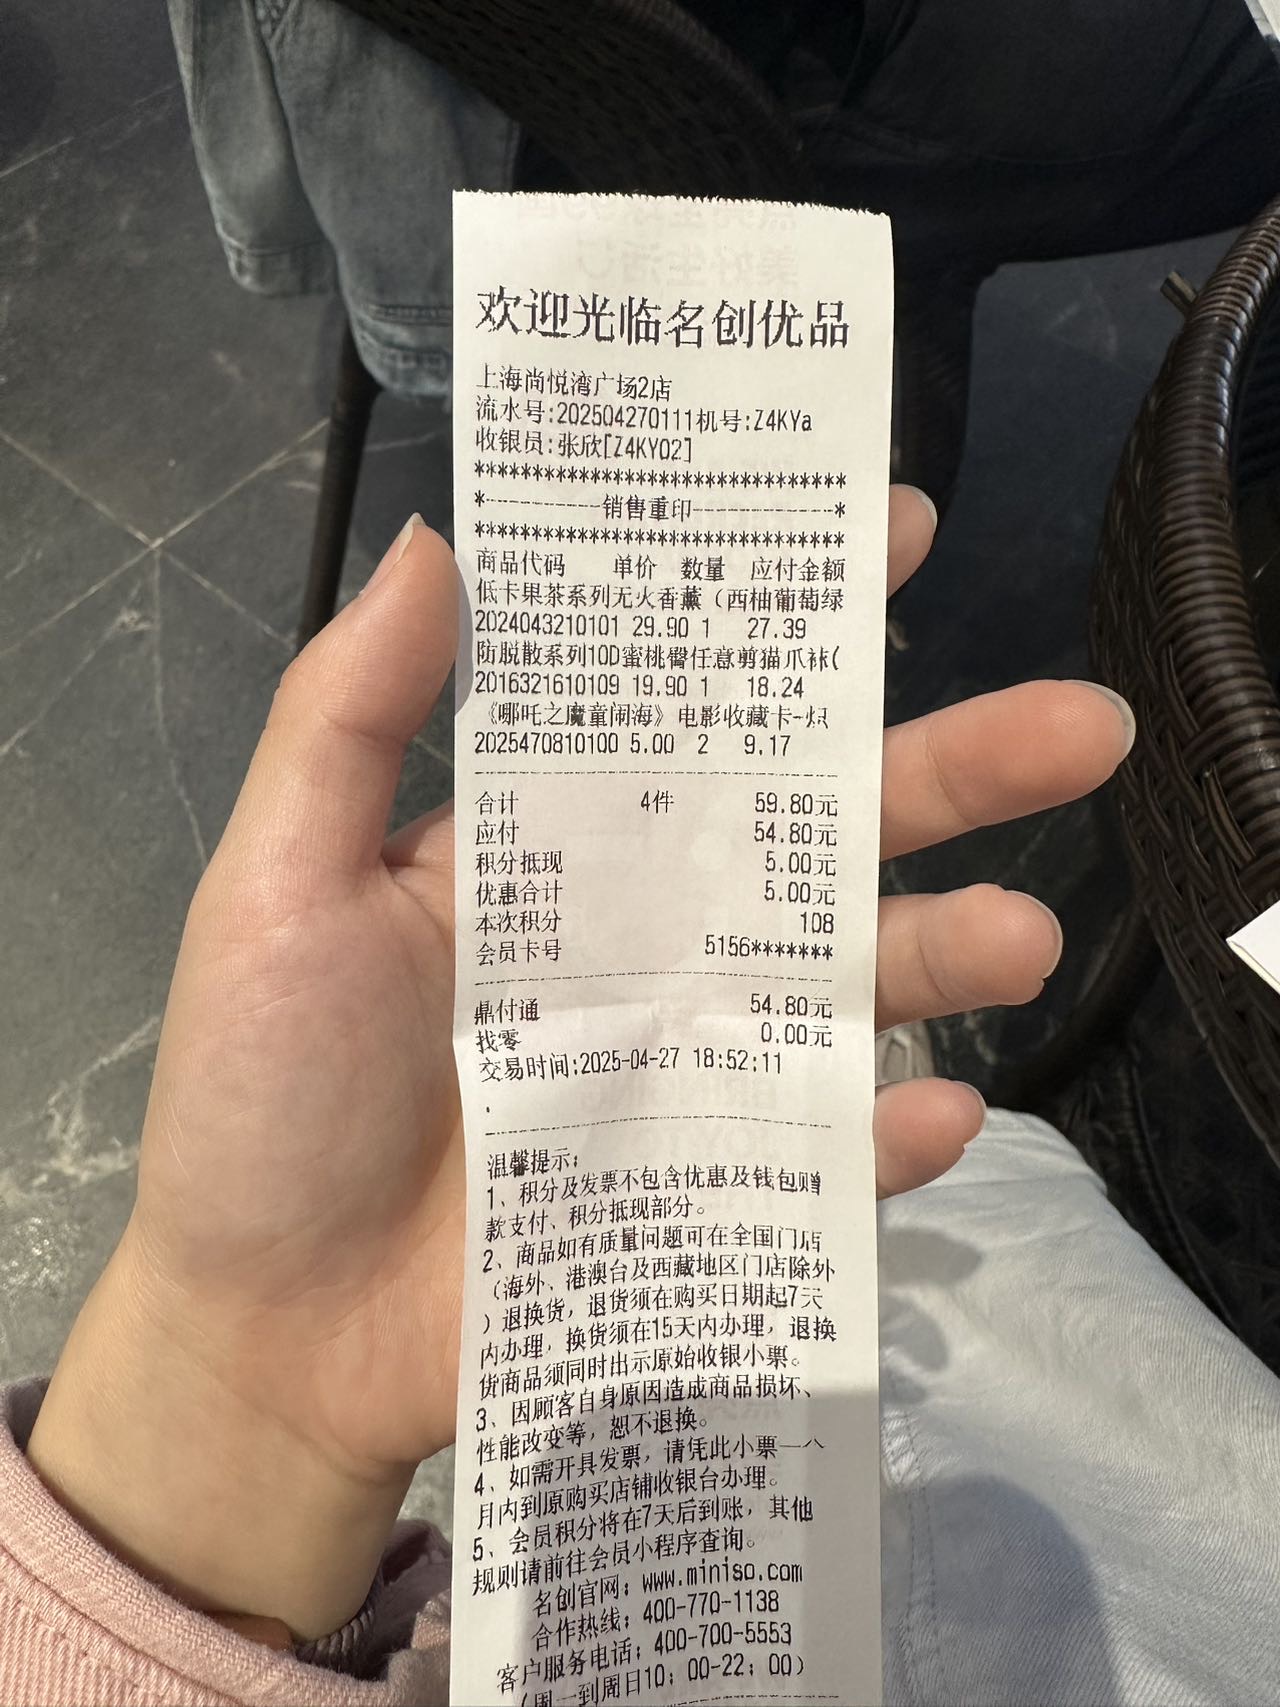 欢迎光临名创优品
上海尚悦湾广场2店
流水号:202504270111机号:Z4KYa
收银员:张欣[Z4KY02]
********************************
*----------销售重印------------*
********************************
商品代码 单价 数量 应付金额
低卡果茶系列无火香薰（西柚葡萄绿
2024043210101 29.90 1 27.39
防脱散系列10D蜜桃臀任意剪猫爪袜(
2016321610109 19.90 1 18.24
《哪吒之魔童闹海》电影收藏卡-炽
2025470810100 5.00 2 9.17
合计 4件 59.80元
应付 54.80元
积分抵现 5.00元
优惠合计 5.00元
本次积分 108
会员卡号 5156*******
鼎付通 54.80元
找零 0.00元
交易时间:2025-04-27 18:52:11
.
温馨提示:
1、积分及发票不包含优惠及钱包赠
款支付、积分抵现部分。
2、商品如有质量问题可在全国门店
（海外、港澳台及西藏地区门店除外
）退换货，退货须在购买日期起7天
内办理，换货须在15天内办理，退换
货商品须同时出示原始收银小票。
3、因顾客自身原因造成商品损坏、
性能改变等，恕不退换。
4、如需开具发票，请凭此小票一个
月内到原购买店铺收银台办理。
5、会员积分将在7天后到账，其他
规则请前往会员小程序查询。
名创官网：www.miniso.com
合作热线：400-770-1138
客户服务电话：400-700-5553
（周一到周日10：00-22：00）